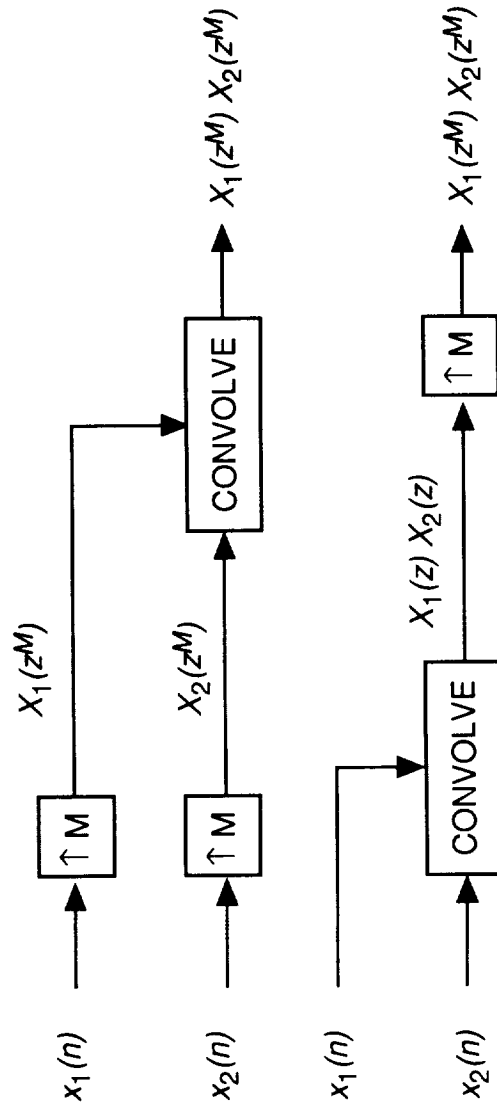 x₁(n)
↑ M
X₁(z^M)
x₂(n)
↑ M
X₂(z^M)
CONVOLVE
X₁(z^M) X₂(z^M)
x₁(n)
x₂(n)
CONVOLVE
X₁(z) X₂(z)
↑ M
X₁(z^M) X₂(z^M)